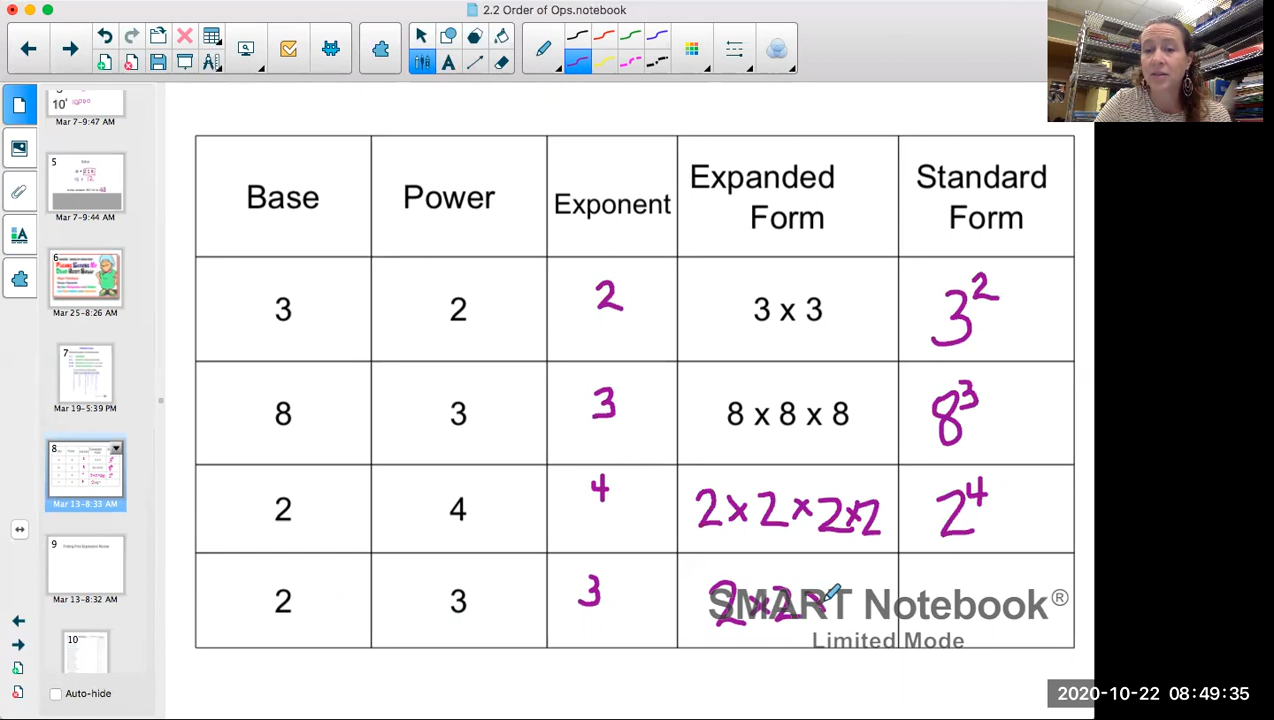 2.2 Order of Ops.notebook
Mar 7-9:47 AM
5
Mar 7-9:44 AM
6
Mar 25-8:26 AM
7
Mar 19-5:39 PM
8
Mar 13-8:33 AM
9
Mar 13-8:32 AM
10
Auto-hide
Base Power Exponent Expanded Form Standard Form
3 2 2 3 x 3 3²
8 3 3 8 x 8 x 8 8³
2 4 4 2 x 2 x 2 x 2 2⁴
2 3 3 2 x 2 x
SMART Notebook®
Limited Mode
2020-10-22 08:49:35